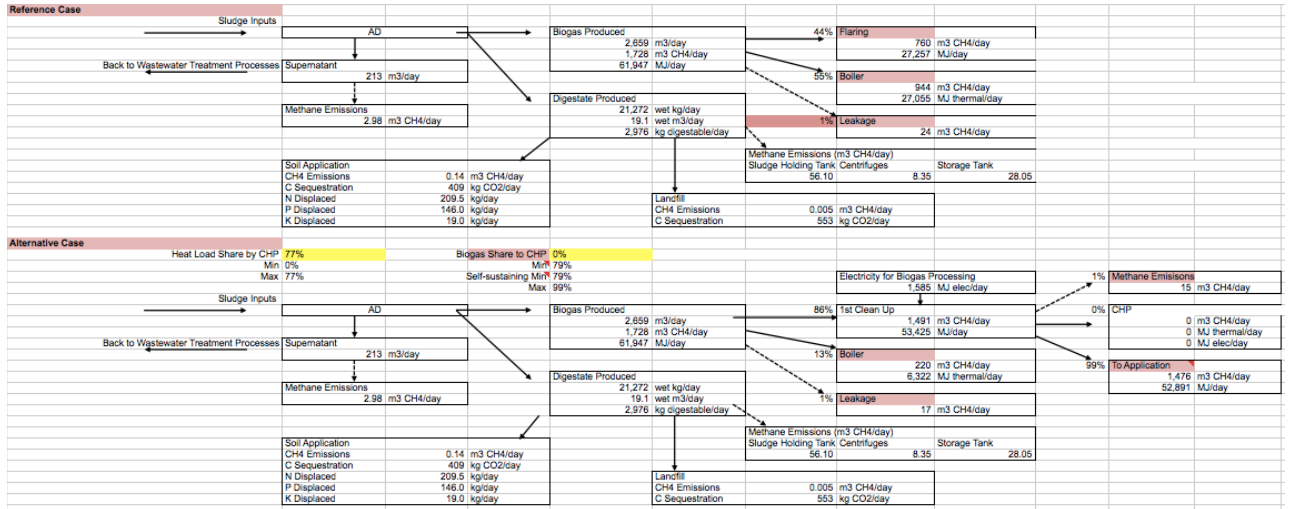 Reference Case
Sludge Inputs
AD Biogas Produced 44% Flaring
2,659 m3/day 760 m3 CH4/day
1,728 m3 CH4/day 27,257 MJ/day
Back to Wastewater Treatment Processes Supernatant 61,947 MJ/day 55% Boiler
213 m3/day 944 m3 CH4/day
Digestate Produced 27,055 MJ thermal/day
Methane Emissions 21,272 wet kg/day
2.98 m3 CH4/day 19.1 wet m3/day 1% Leakage
2,976 kg digestable/day 24 m3 CH4/day
Methane Emissions (m3 CH4/day)
Soil Application Sludge Holding Tank Centrifuges Storage Tank
CH4 Emissions 0.14 m3 CH4/day 56.10 8.35 28.05
C Sequestration 409 kg CO2/day
N Displaced 209.5 kg/day Landfill
P Displaced 146.0 kg/day CH4 Emissions 0.005 m3 CH4/day
K Displaced 19.0 kg/day C Sequestration 553 kg CO2/day
Alternative Case
Heat Load Share by CHP 77% Biogas Share to CHP 0%
Min 0% Min 79%
Max 77% Self-sustaining Min 79% Electricity for Biogas Processing 1% Methane Emisisons
Max 99% 1,585 MJ elec/day 15 m3 CH4/day
Sludge Inputs
AD Biogas Produced 86% 1st Clean Up 0% CHP
2,659 m3/day 1,491 m3 CH4/day 0 m3 CH4/day
1,728 m3 CH4/day 53,425 MJ/day 0 MJ thermal/day
Back to Wastewater Treatment Processes Supernatant 61,947 MJ/day 0 MJ elec/day
213 m3/day 13% Boiler
220 m3 CH4/day 99% To Application
Digestate Produced 6,322 MJ thermal/day 1,476 m3 CH4/day
Methane Emissions 21,272 wet kg/day 52,891 MJ/day
2.98 m3 CH4/day 19.1 wet m3/day 1% Leakage
2,976 kg digestable/day 17 m3 CH4/day
Methane Emissions (m3 CH4/day)
Soil Application Sludge Holding Tank Centrifuges Storage Tank
CH4 Emissions 0.14 m3 CH4/day 56.10 8.35 28.05
C Sequestration 409 kg CO2/day
N Displaced 209.5 kg/day Landfill
P Displaced 146.0 kg/day CH4 Emissions 0.005 m3 CH4/day
K Displaced 19.0 kg/day C Sequestration 553 kg CO2/day